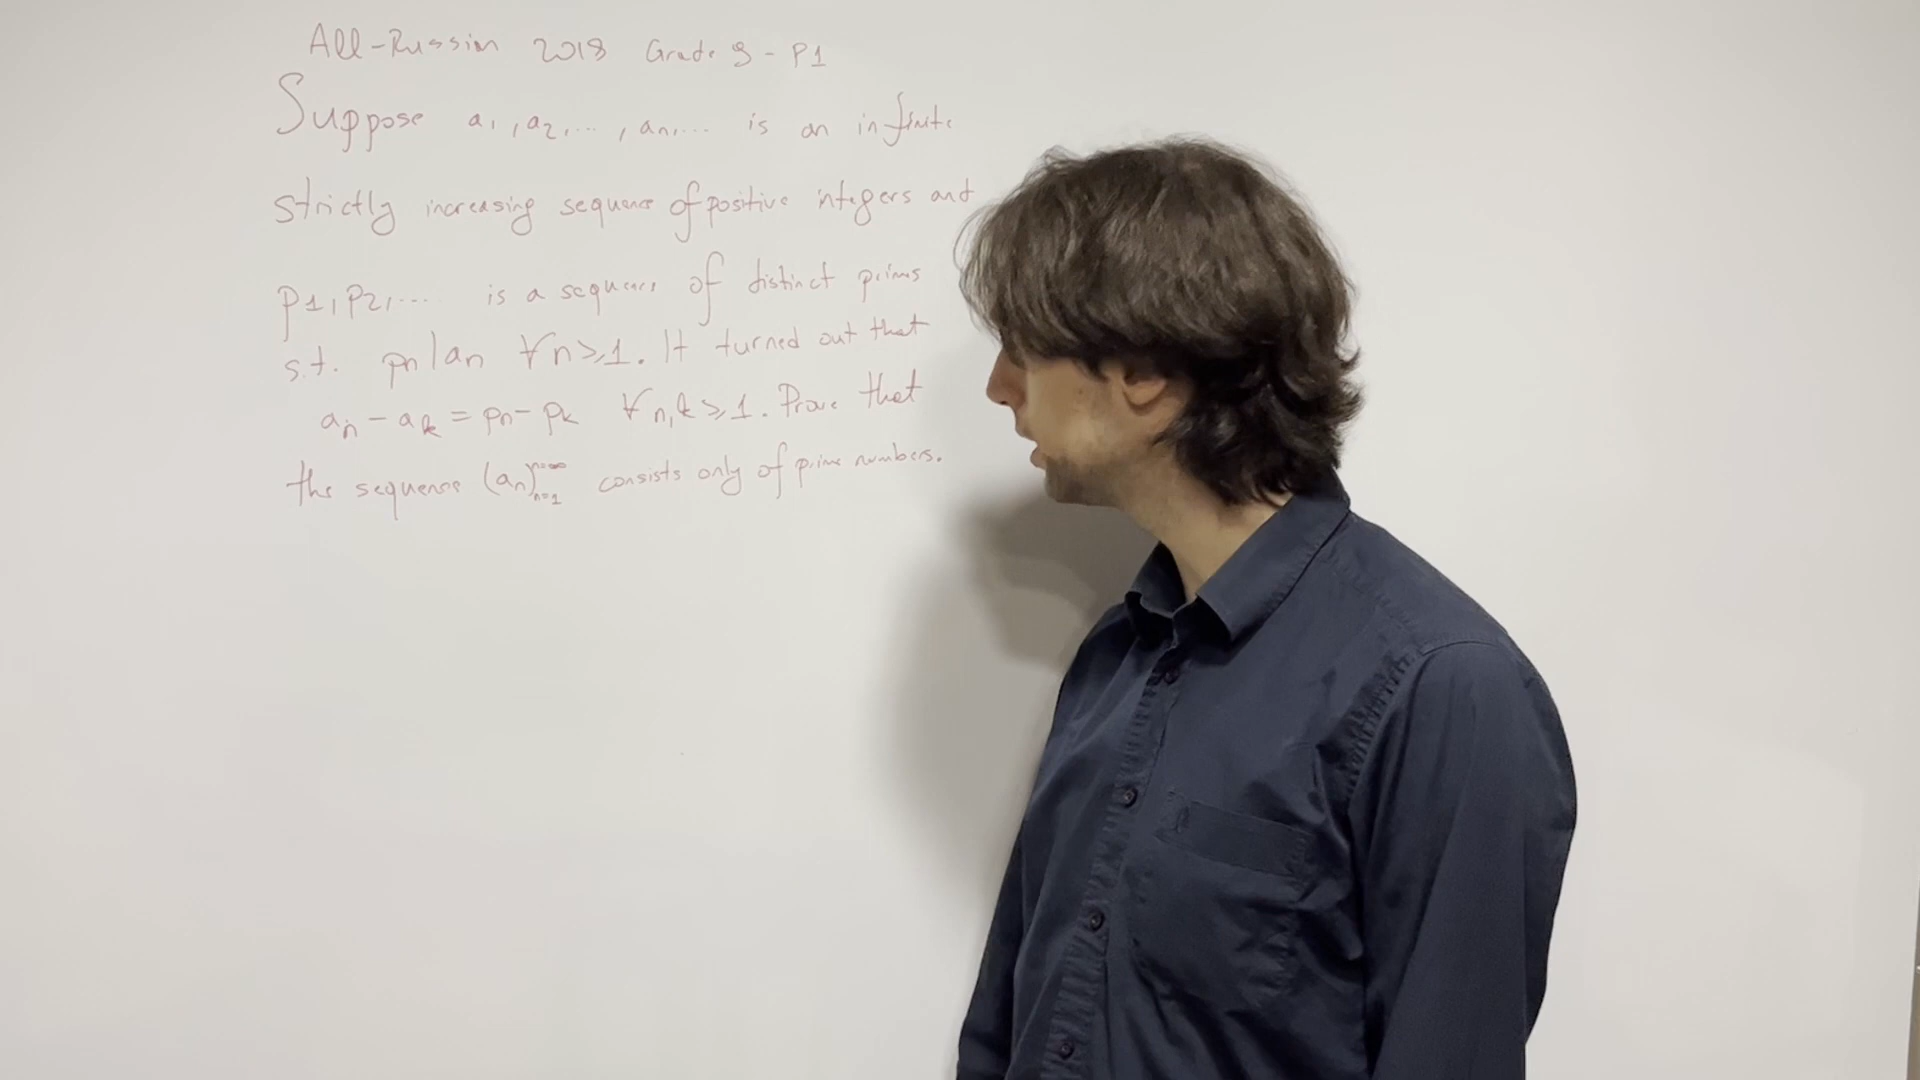 All-Russian 2018 Grade 9 - P1
Suppose a1, a2, ..., an, ... is an infinite
strictly increasing sequence of positive integers and
p1, p2, ... is a sequence of distinct primes
s.t. pn | an ∀n≥1. It turned out that
an - ak = pn - pk ∀n,k≥1. Prove that
the sequence (an)_{n=1}^{n=∞} consists only of prime numbers.